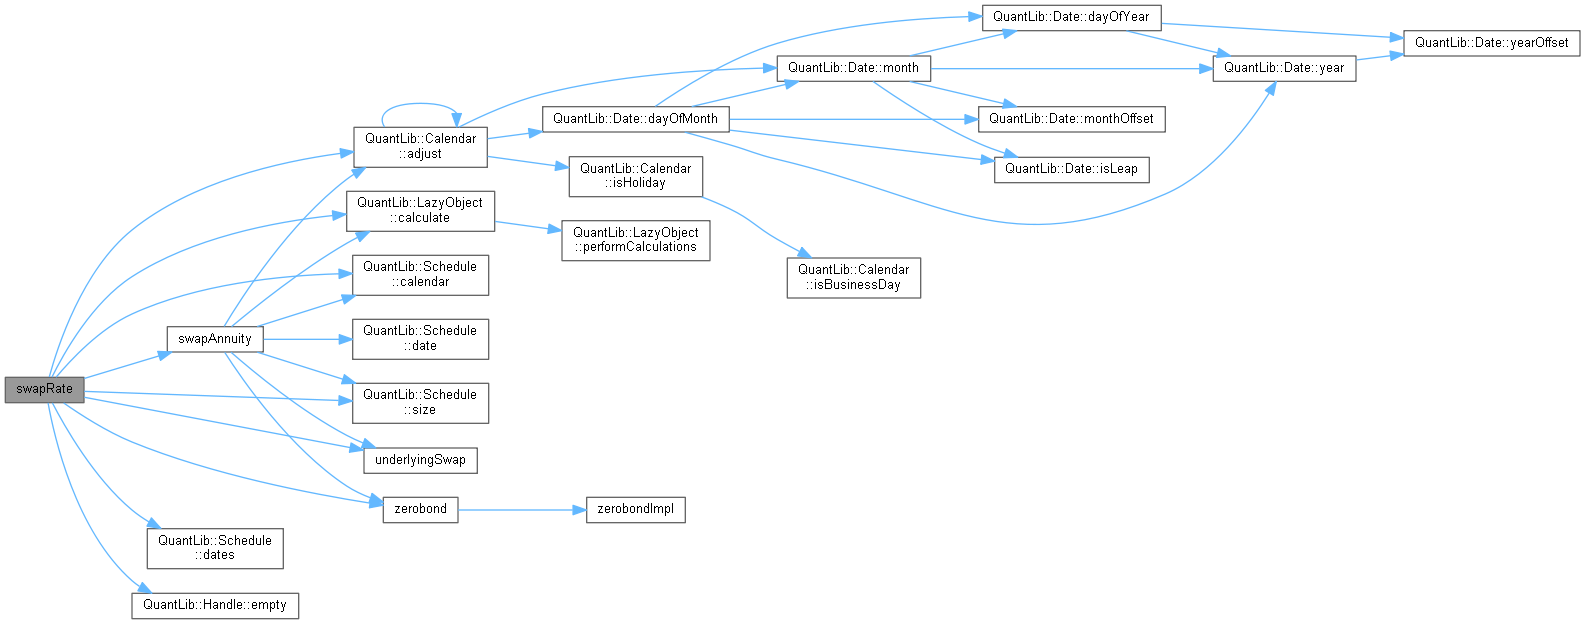 swapRate
swapAnnuity
QuantLib::Schedule
::dates
QuantLib::Handle::empty
QuantLib::Calendar
::adjust
QuantLib::LazyObject
::calculate
QuantLib::Schedule
::calendar
QuantLib::Schedule
::date
QuantLib::Schedule
::size
underlyingSwap
zerobond
QuantLib::Date::dayOfMonth
QuantLib::Calendar
::isHoliday
QuantLib::LazyObject
::performCalculations
zerobondImpl
QuantLib::Date::month
QuantLib::Calendar
::isBusinessDay
QuantLib::Date::dayOfYear
QuantLib::Date::monthOffset
QuantLib::Date::isLeap
QuantLib::Date::year
QuantLib::Date::yearOffset